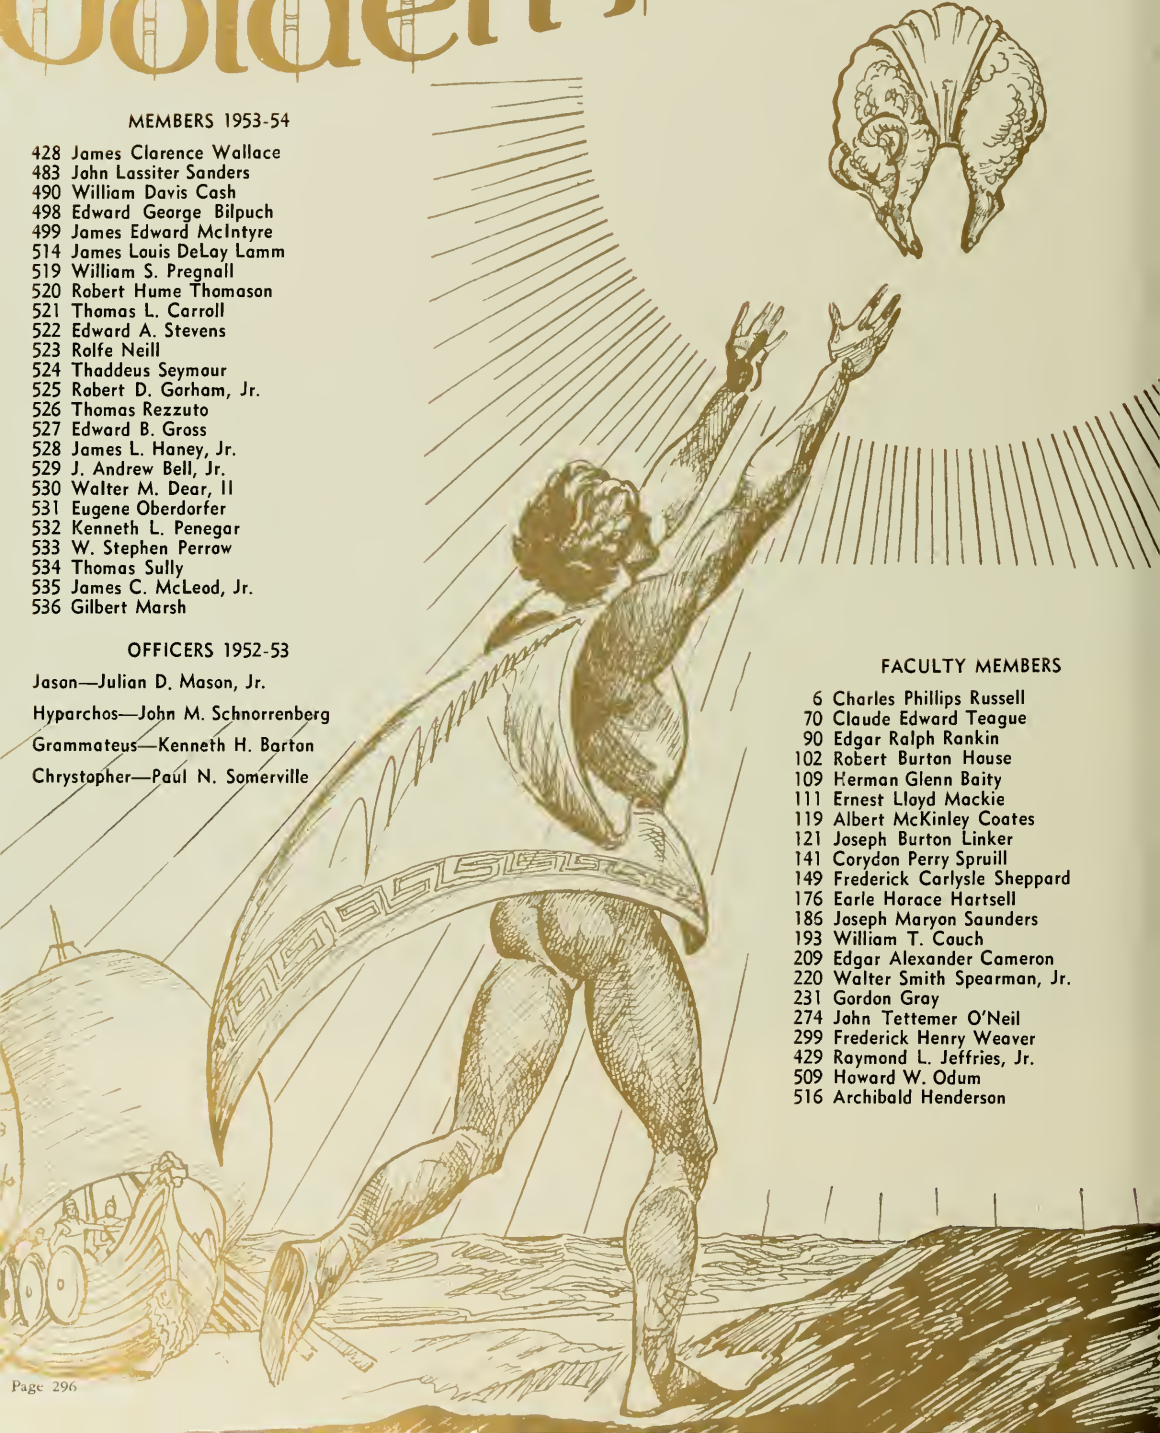 Golden
MEMBERS 1953-54
428 James Clarence Wallace
483 John Lassiter Sanders
490 William Davis Cash
498 Edward George Bilpuch
499 James Edward McIntyre
514 James Louis DeLay Lamm
519 William S. Pregnall
520 Robert Hume Thomason
521 Thomas L. Carroll
522 Edward A. Stevens
523 Rolfe Neill
524 Thaddeus Seymour
525 Robert D. Gorham, Jr.
526 Thomas Rezzuto
527 Edward B. Gross
528 James L. Haney, Jr.
529 J. Andrew Bell, Jr.
530 Walter M. Dear, II
531 Eugene Oberdorfer
532 Kenneth L. Penegar
533 W. Stephen Perrow
534 Thomas Sully
535 James C. McLeod, Jr.
536 Gilbert Marsh
OFFICERS 1952-53
Jason—Julian D. Mason, Jr.
Hyparchos—John M. Schnorrenberg
Grammateus—Kenneth H. Barton
Chrystopher—Paul N. Somerville
FACULTY MEMBERS
6 Charles Phillips Russell
70 Claude Edward Teague
90 Edgar Ralph Rankin
102 Robert Burton House
109 Herman Glenn Baity
111 Ernest Lloyd Mackie
119 Albert McKinley Coates
121 Joseph Burton Linker
141 Corydon Perry Spruill
149 Frederick Carlysle Sheppard
176 Earle Horace Hartsell
186 Joseph Maryon Saunders
193 William T. Couch
209 Edgar Alexander Cameron
220 Walter Smith Spearman, Jr.
231 Gordon Gray
274 John Tettemer O'Neil
299 Frederick Henry Weaver
429 Raymond L. Jeffries, Jr.
509 Howard W. Odum
516 Archibald Henderson
Page 296